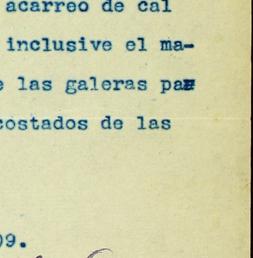 acarreo de cal
inclusive el ma-
las galeras pa
costados de las
09.